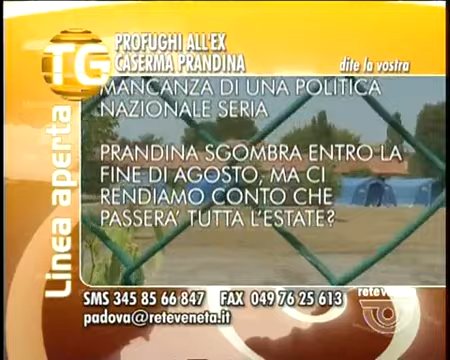 TG
PROFUGHI ALL'EX
CASERMA PRANDINA
dite la vostra
Linea aperta
MANCANZA DI UNA POLITICA
NAZIONALE SERIA
PRANDINA SGOMBRA ENTRO LA
FINE DI AGOSTO, MA CI
RENDIAMO CONTO CHE
PASSERA' TUTTA L'ESTATE?
SMS 345 85 66 847 FAX 049 76 25 613
padova@reteveneta.it